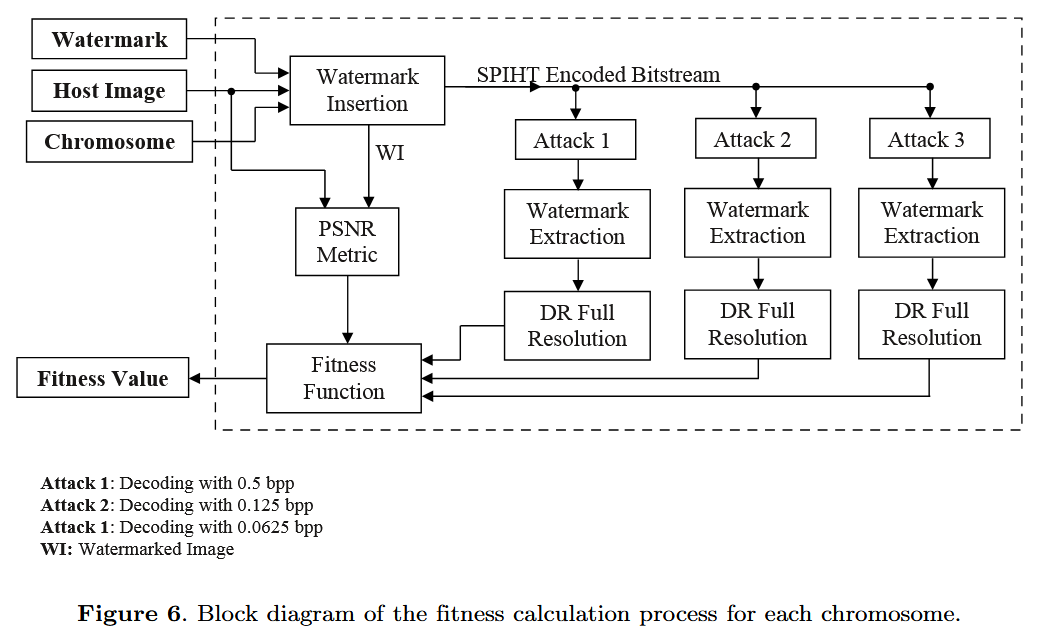 Watermark
Host Image
Chromosome
Watermark
Insertion
SPIHT Encoded Bitstream
WI
Attack 1
Attack 2
Attack 3
PSNR
Metric
Watermark
Extraction
Watermark
Extraction
Watermark
Extraction
DR Full
Resolution
DR Full
Resolution
DR Full
Resolution
Fitness
Function
Fitness Value
Attack 1: Decoding with 0.5 bpp
Attack 2: Decoding with 0.125 bpp
Attack 1: Decoding with 0.0625 bpp
WI: Watermarked Image
Figure 6. Block diagram of the fitness calculation process for each chromosome.